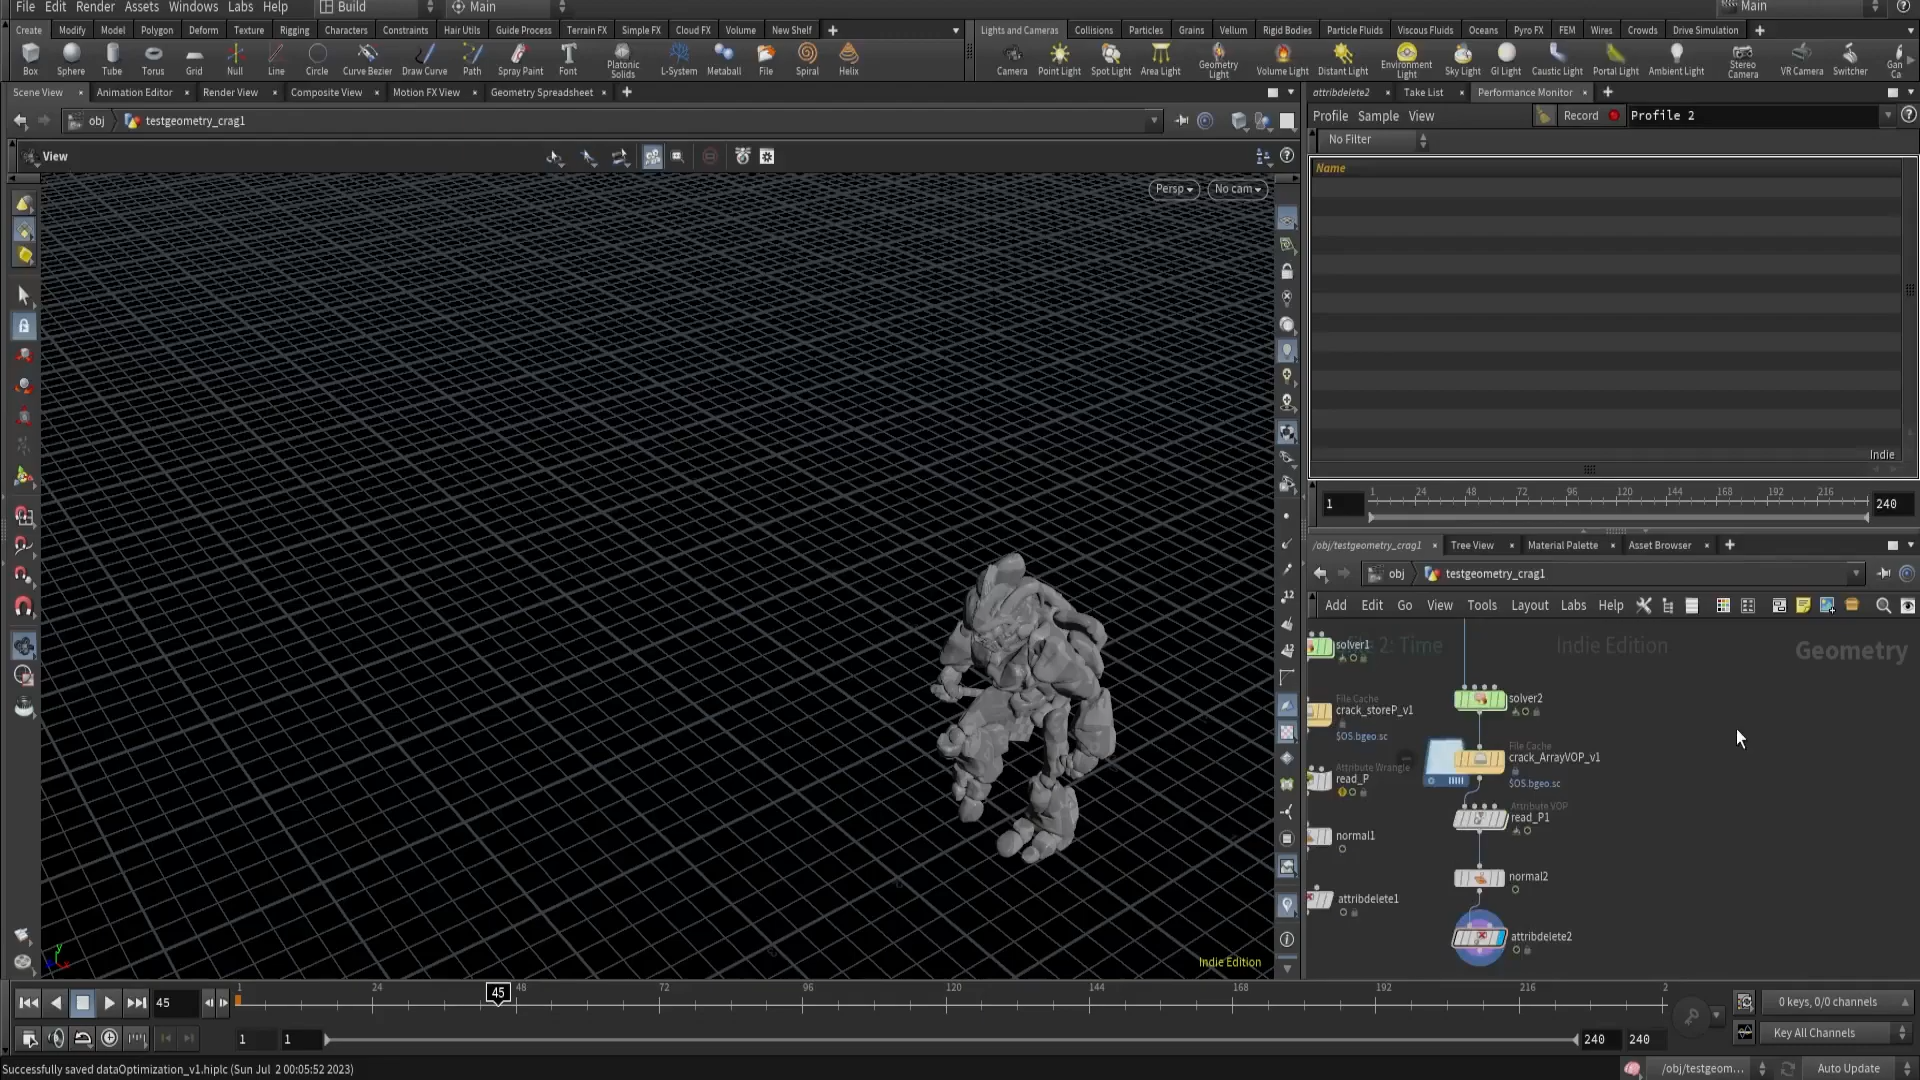 File Edit Render Assets Windows Labs Help Build Main Main
Create Modify Model Polygon Deform Texture Rigging Characters Constraints Hair Utils Guide Process Terrain FX Simple FX Cloud FX Volume New Shelf
Lights and Cameras Collisions Particles Grains Vellum Rigid Bodies Particle Fluids Viscous Fluids Oceans Pyro FX FEM Wires Crowds Drive Simulation
Box Sphere Tube Torus Grid Null Line Circle Curve Bezier Draw Curve Path Spray Paint Font Platonic Solids L-System Metaball File Spiral Helix
Camera Point Light Spot Light Area Light Geometry Light Volume Light Distant Light Environment Light Sky Light GI Light Caustic Light Portal Light Ambient Light Stereo Camera VR Camera Switcher Gan Ca
Scene View Animation Editor Render View Composite View Motion FX View Geometry Spreadsheet
attribdelete2 Take List Performance Monitor
obj testgeometry_crag1
Profile Sample View Record Profile 2
No Filter
View
Name
Persp No cam
Indie
1 24 48 72 96 120 144 168 192 216
1 240
/obj/testgeometry_crag1 Tree View Material Palette Asset Browser
obj testgeometry_crag1
Add Edit Go View Tools Layout Labs Help
2: Time Indie Edition Geometry
solver1
File Cache
crack_storeP_v1
$OS.bgeo.sc
Attribute Wrangle
read_P
normal1
attribdelete1
solver2
File Cache
crack_ArrayVOP_v1
$OS.bgeo.sc
Attribute VOP
read_P1
normal2
attribdelete2
12
12
y
Indie Edition
45 1 24 45 48 72 96 120 144 168 192 216 2
0 keys, 0/0 channels
1 1 240 240
Key All Channels
Successfully saved dataOptimization_v1.hiplc (Sun Jul 2 00:05:52 2023)
/obj/testgeom... Auto Update